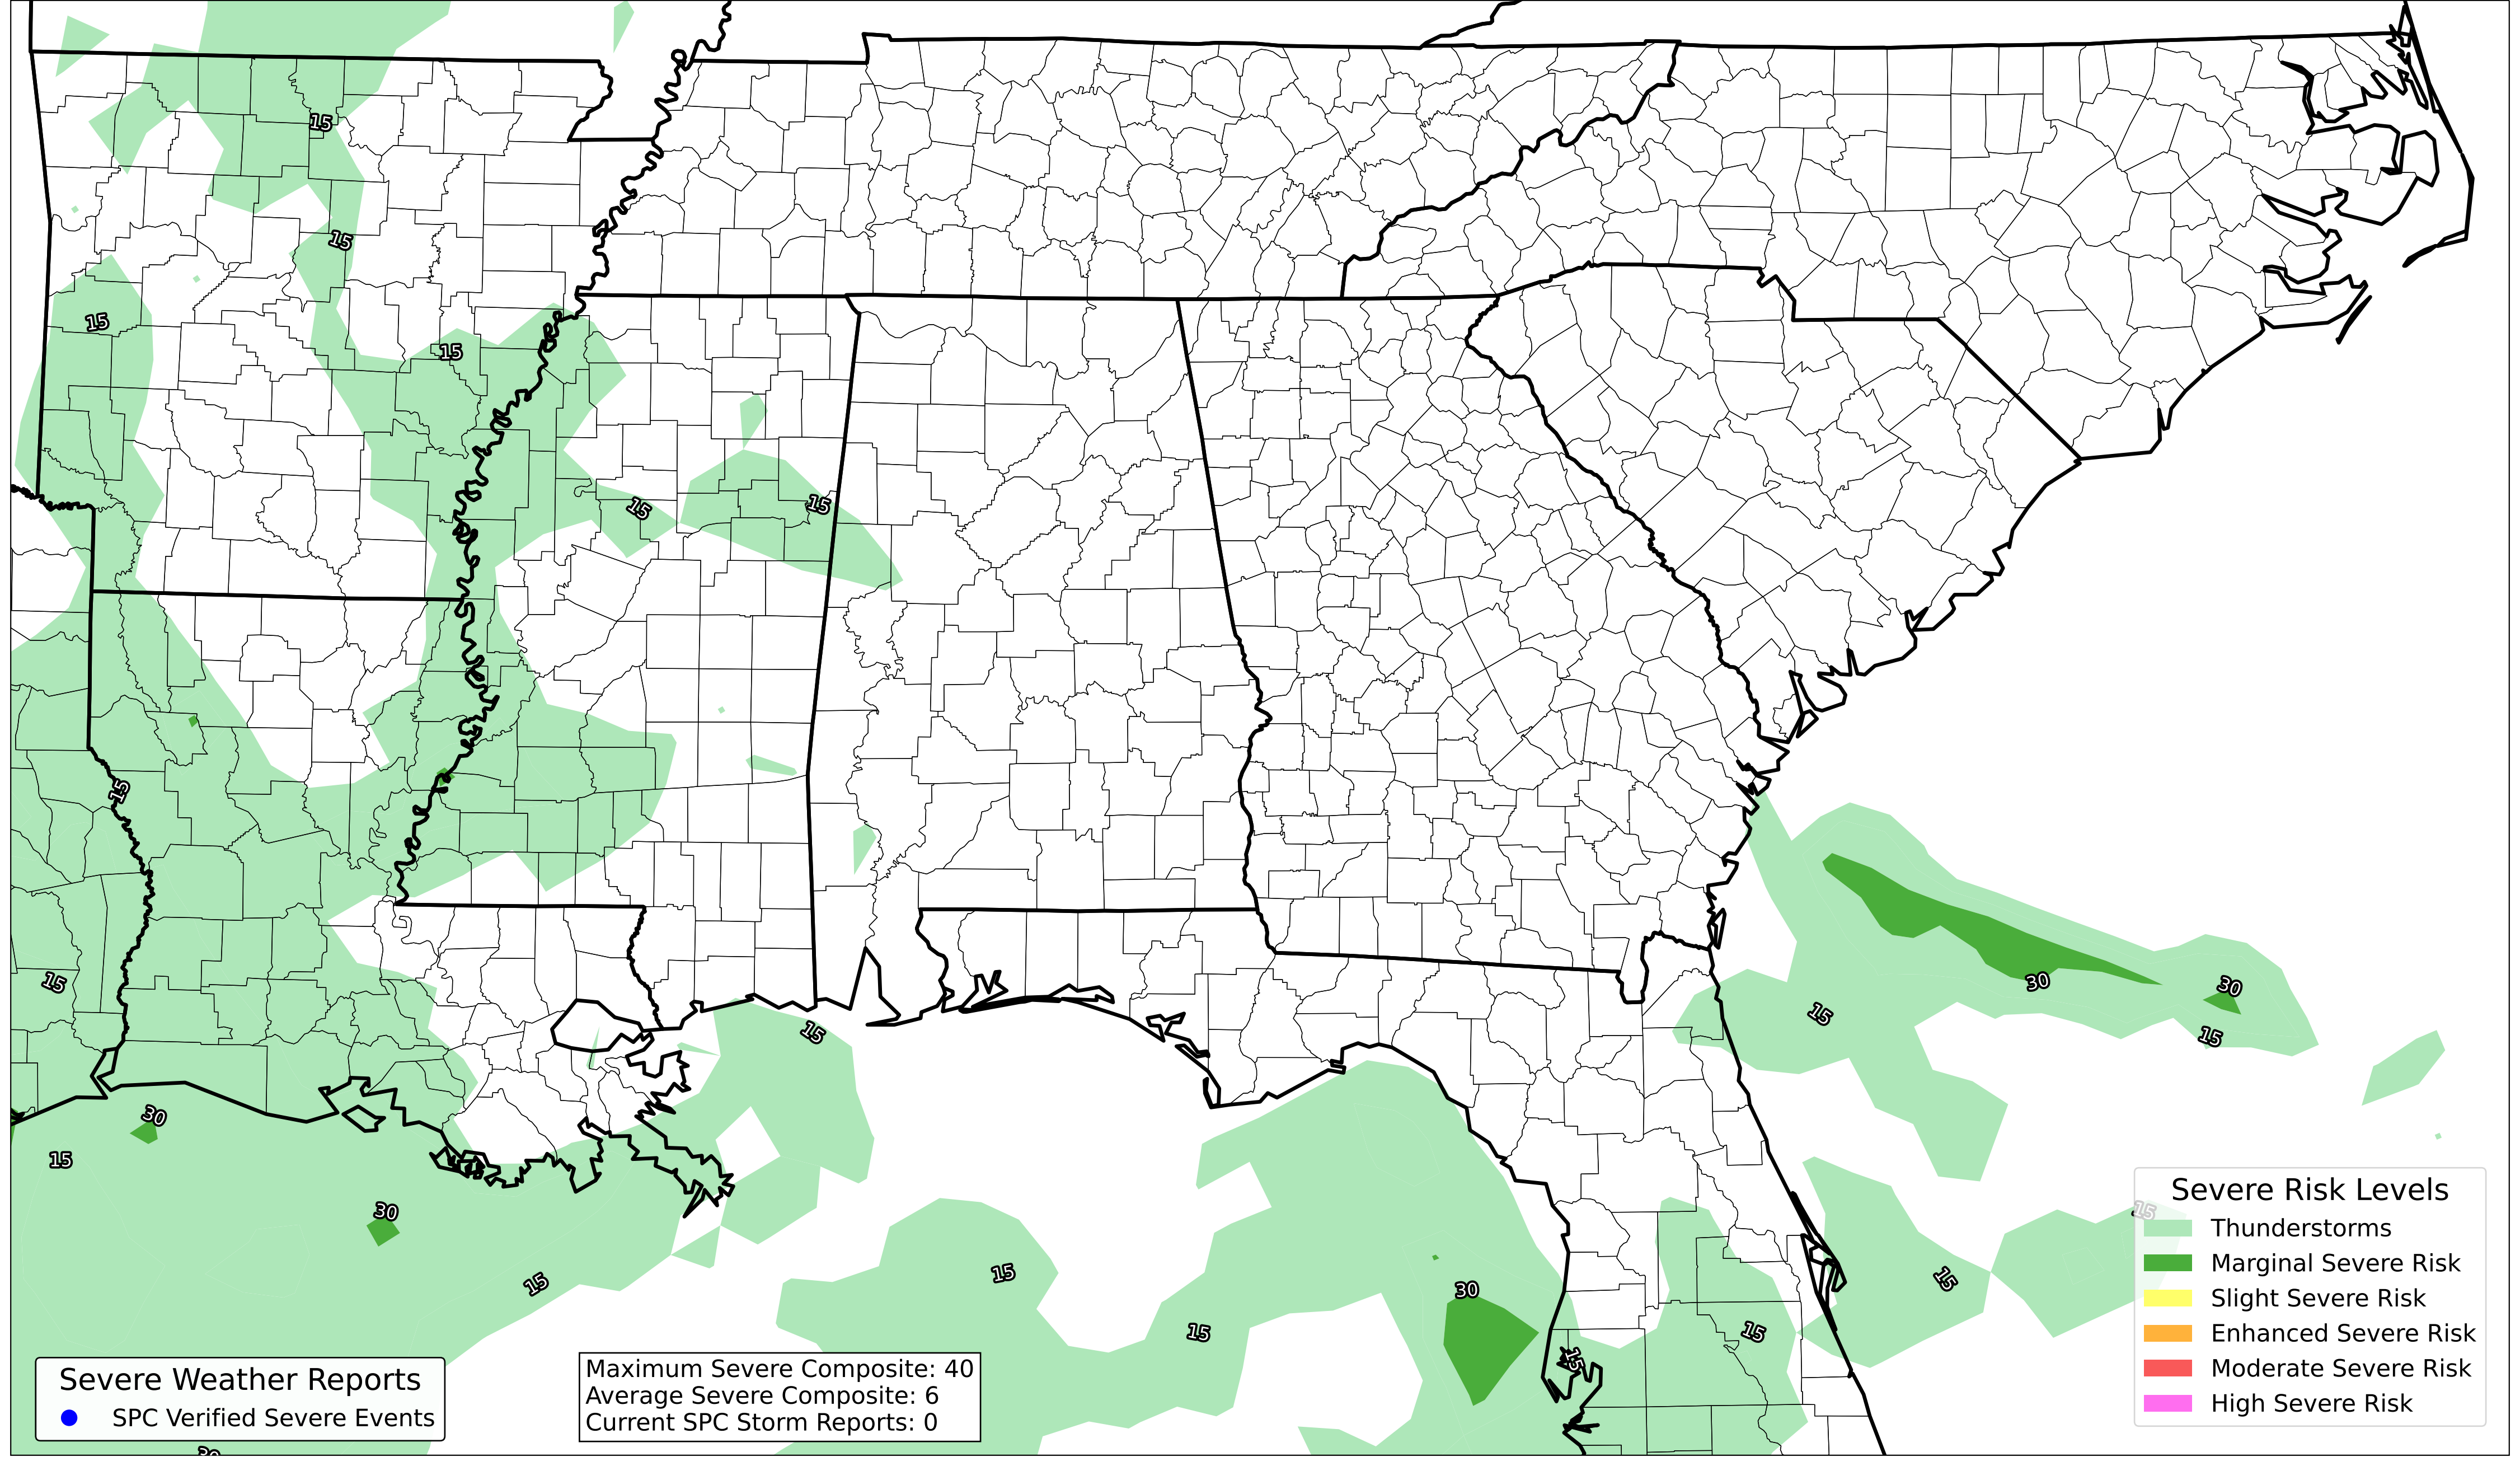 15
15
15
15
15
15
15
15
30
30
30
15
15
15
15
30
15
30
15
15
15
30
15
15
15
30
Severe Risk Levels
Thunderstorms
Marginal Severe Risk
Slight Severe Risk
Enhanced Severe Risk
Moderate Severe Risk
High Severe Risk
Severe Weather Reports
SPC Verified Severe Events
Maximum Severe Composite: 40
Average Severe Composite: 6
Current SPC Storm Reports: 0